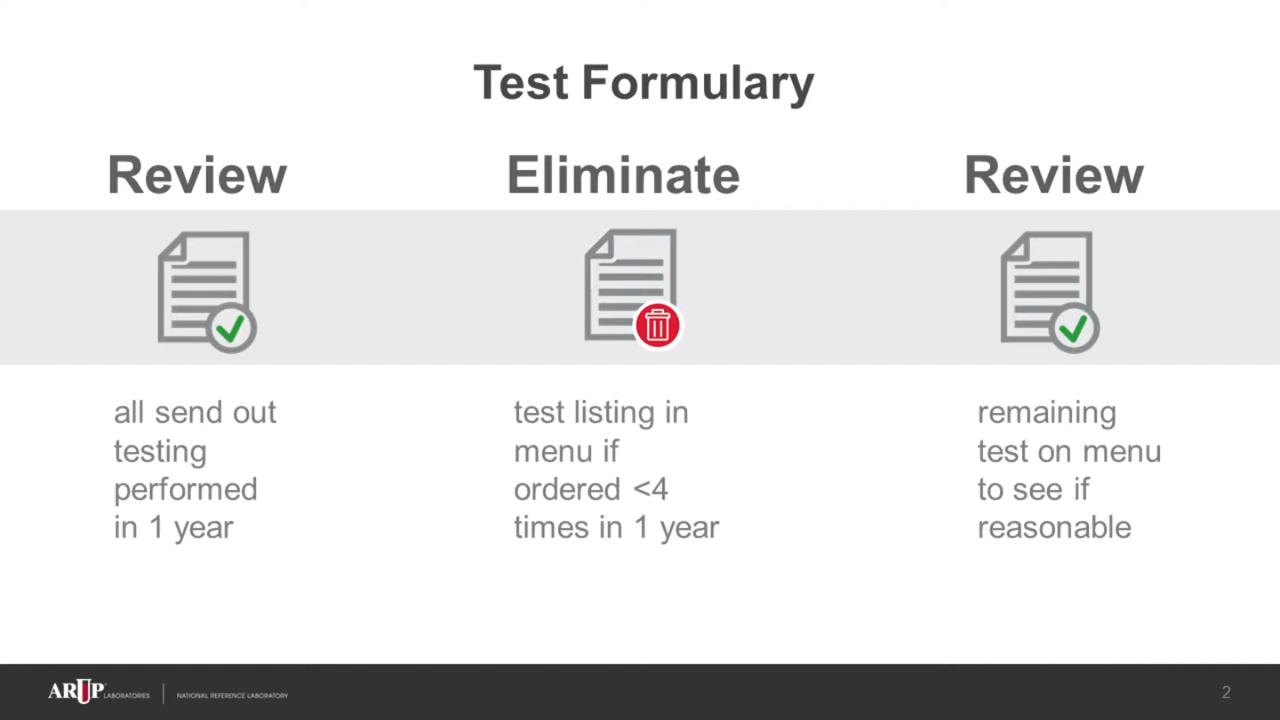 Test Formulary
Review
all send out
testing
performed
in 1 year
Eliminate
test listing in
menu if
ordered <4
times in 1 year
Review
remaining
test on menu
to see if
reasonable
ARUP LABORATORIES | NATIONAL REFERENCE LABORATORY
2